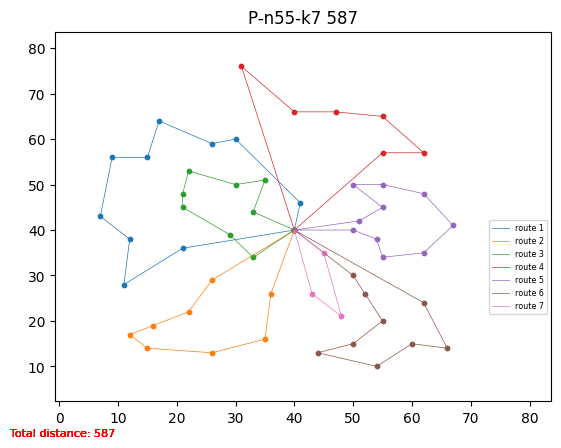 P-n55-k7 587
80
70
60
50
40
30
20
10
0 10 20 30 40 50 60 70 80
route 1
route 2
route 3
route 4
route 5
route 6
route 7
Total distance: 587